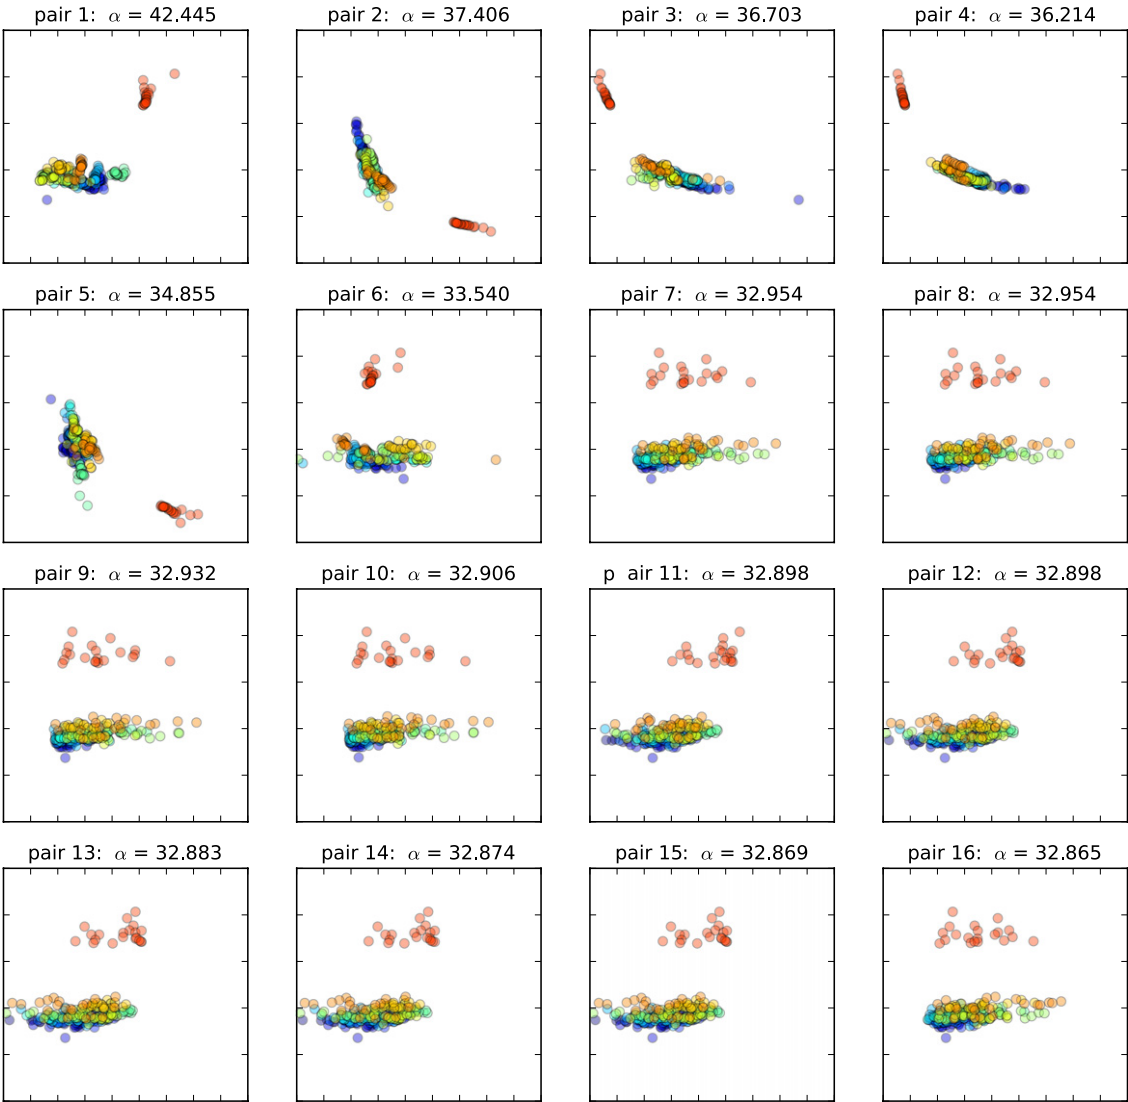 pair 1: α = 42.445
pair 2: α = 37.406
pair 3: α = 36.703
pair 4: α = 36.214
pair 5: α = 34.855
pair 6: α = 33.540
pair 7: α = 32.954
pair 8: α = 32.954
pair 9: α = 32.932
pair 10: α = 32.906
p air 11: α = 32.898
pair 12: α = 32.898
pair 13: α = 32.883
pair 14: α = 32.874
pair 15: α = 32.869
pair 16: α = 32.865